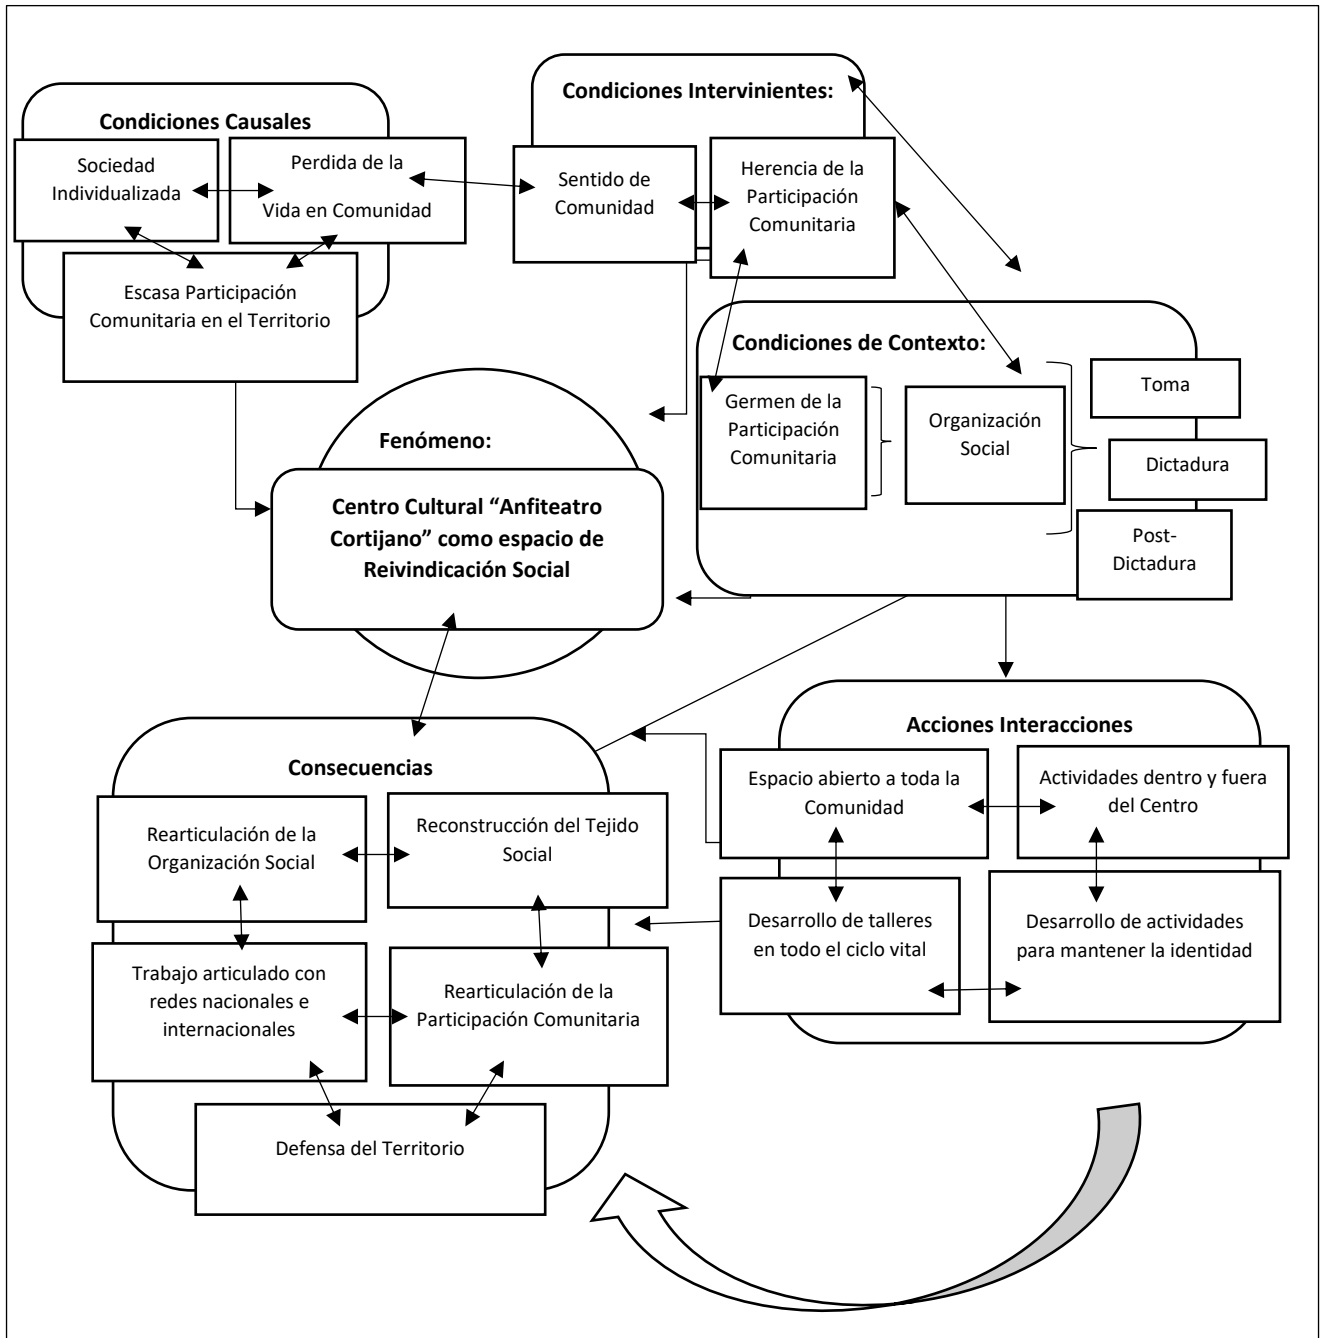 Condiciones Causales
Sociedad
Individualizada
Perdida de la
Vida en Comunidad
Escasa Participación
Comunitaria en el Territorio
Condiciones Intervinientes:
Sentido de
Comunidad
Herencia de la
Participación
Comunitaria
Condiciones de Contexto:
Germen de la
Participación
Comunitaria
Organización
Social
Toma
Dictadura
Post-
Dictadura
Fenómeno:
Centro Cultural “Anfiteatro
Cortijano” como espacio de
Reivindicación Social
Acciones Interacciones
Espacio abierto a toda la
Comunidad
Actividades dentro y fuera
del Centro
Desarrollo de talleres
en todo el ciclo vital
Desarrollo de actividades
para mantener la identidad
Consecuencias
Rearticulación de la
Organización Social
Reconstrucción del Tejido
Social
Trabajo articulado con
redes nacionales e
internacionales
Rearticulación de la
Participación Comunitaria
Defensa del Territorio